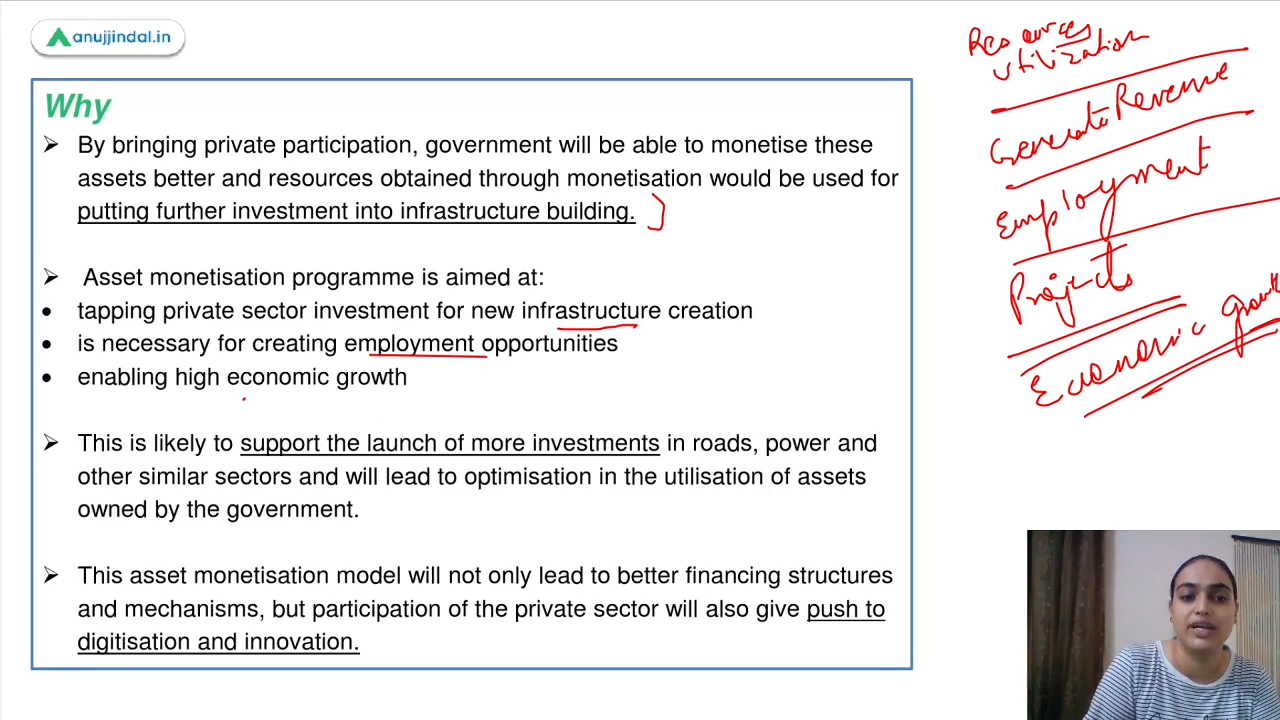 anujjindal.in
Why
➢ By bringing private participation, government will be able to monetise these
assets better and resources obtained through monetisation would be used for
putting further investment into infrastructure building.
➢ Asset monetisation programme is aimed at:
• tapping private sector investment for new infrastructure creation
• is necessary for creating employment opportunities
• enabling high economic growth
➢ This is likely to support the launch of more investments in roads, power and
other similar sectors and will lead to optimisation in the utilisation of assets
owned by the government.
➢ This asset monetisation model will not only lead to better financing structures
and mechanisms, but participation of the private sector will also give push to
digitisation and innovation.
Resources
utilization
Generate Revenue
Employment
Projects
Economic growth